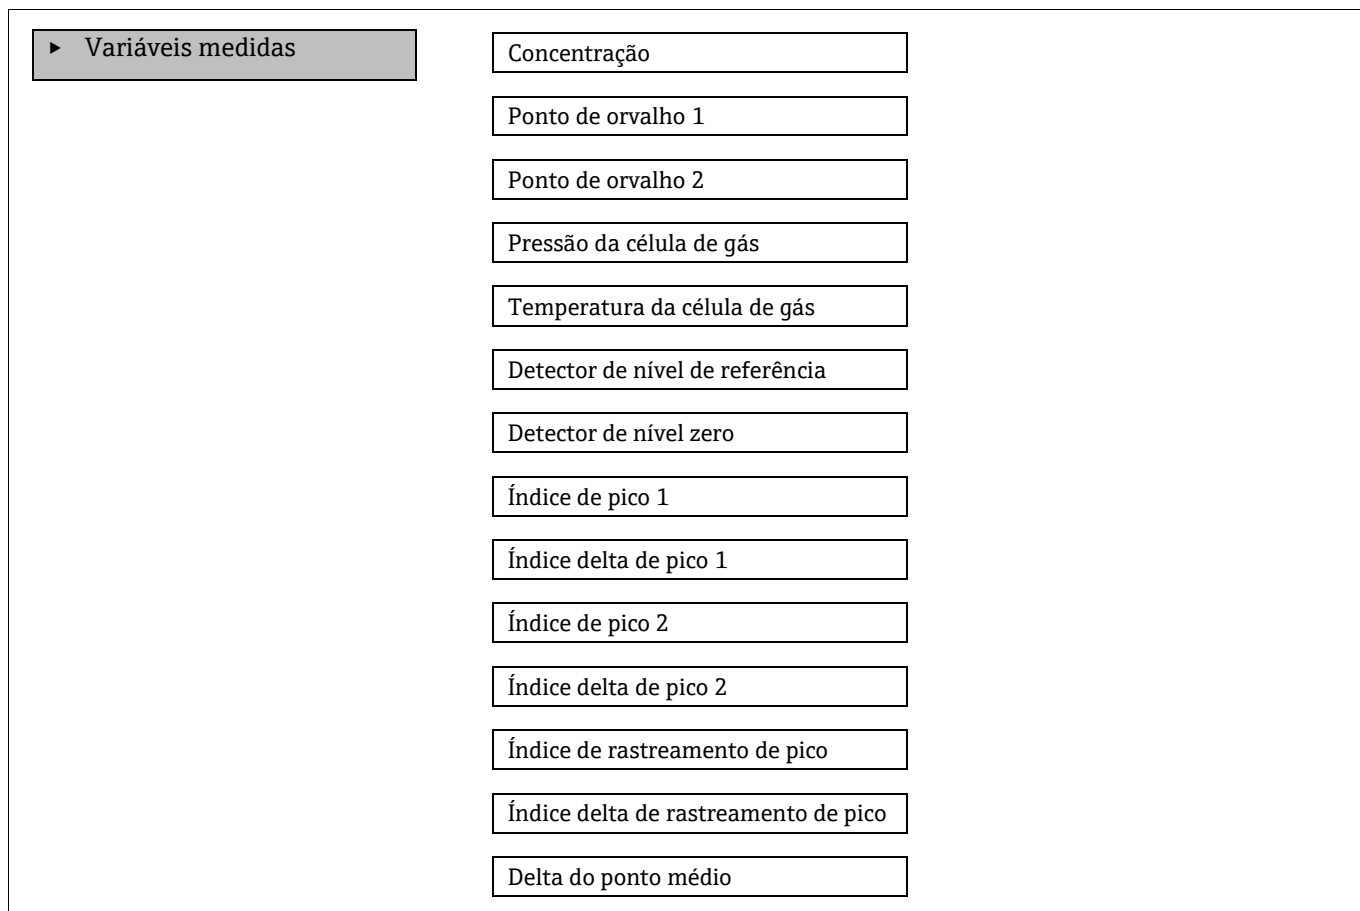 ▶ Variáveis medidas
Concentração
Ponto de orvalho 1
Ponto de orvalho 2
Pressão da célula de gás
Temperatura da célula de gás
Detector de nível de referência
Detector de nível zero
Índice de pico 1
Índice delta de pico 1
Índice de pico 2
Índice delta de pico 2
Índice de rastreamento de pico
Índice delta de rastreamento de pico
Delta do ponto médio